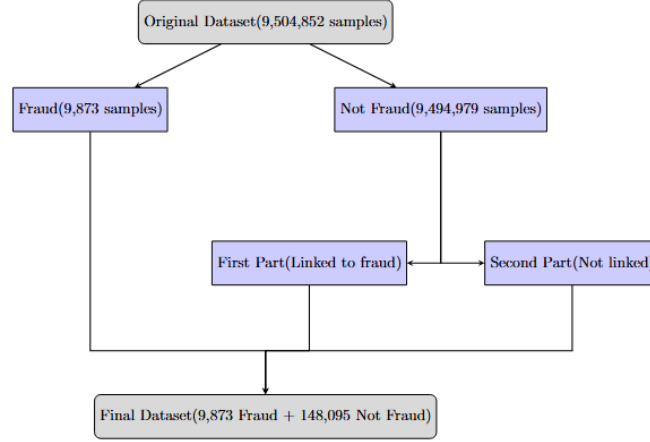 Original Dataset(9,504,852 samples)
Fraud(9,873 samples)
Not Fraud(9,494,979 samples)
First Part(Linked to fraud)
Second Part(Not linked
Final Dataset(9,873 Fraud + 148,095 Not Fraud)